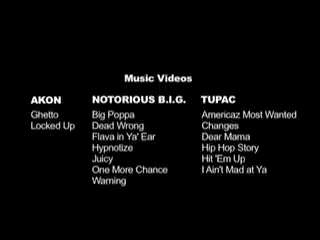 Music Videos
AKON
Ghetto
Locked Up
NOTORIOUS B.I.G.
Big Poppa
Dead Wrong
Flava in Ya' Ear
Hypnotize
Juicy
One More Chance
Warning
TUPAC
Americaz Most Wanted
Changes
Dear Mama
Hip Hop Story
Hit 'Em Up
I Ain't Mad at Ya